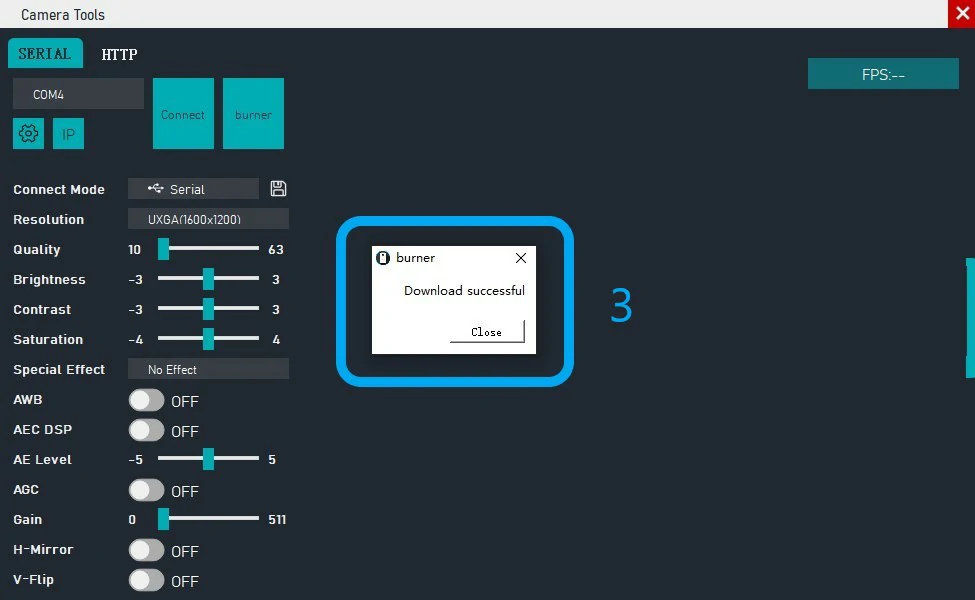 Camera Tools
SERIAL HTTP
FPS:--
COM4
Connect
burner
IP
Connect Mode Serial
Resolution UXGA(1600x1200)
Quality 10 63
Brightness -3 3
Contrast -3 3
Saturation -4 4
Special Effect No Effect
AWB OFF
AEC DSP OFF
AE Level -5 5
AGC OFF
Gain 0 511
H-Mirror OFF
V-Flip OFF
burner
Download successful
Close
3